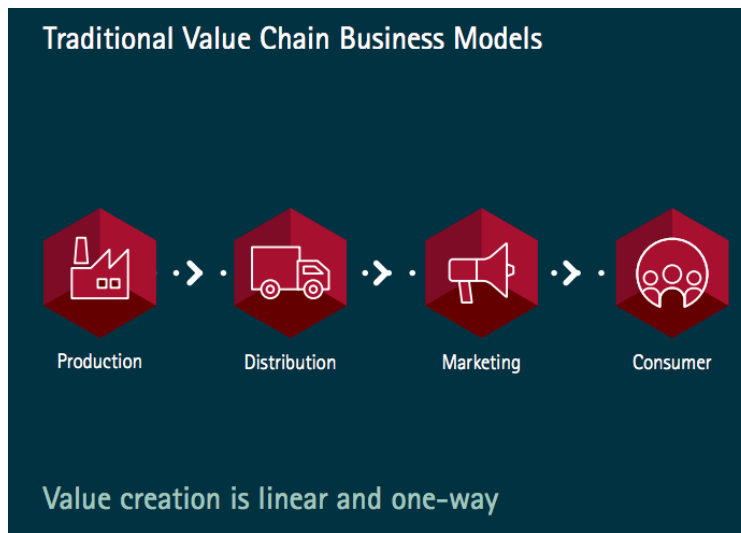 Traditional Value Chain Business Models
Production
Distribution
Marketing
Consumer
Value creation is linear and one-way